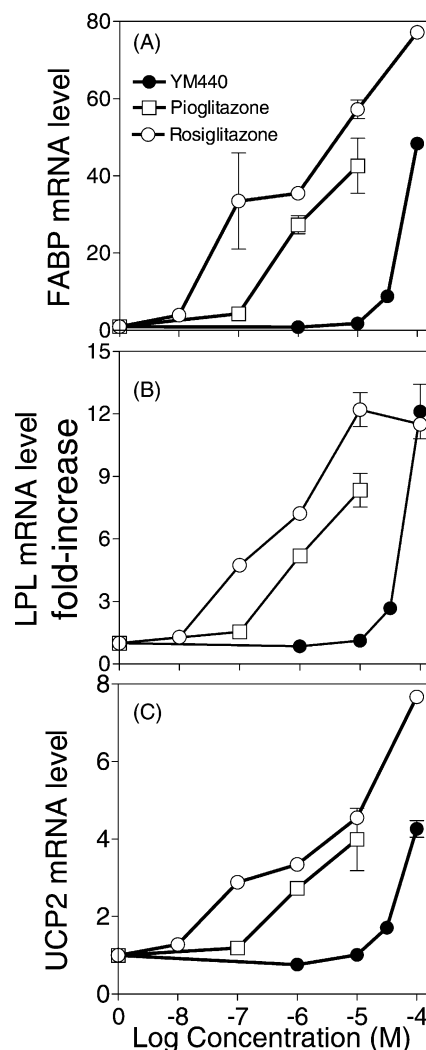 (A)
YM440
Pioglitazone
Rosiglitazone
FABP mRNA level
80
60
40
20
0
(B)
LPL mRNA level
fold-increase
15
12
9
6
3
0
(C)
UCP2 mRNA level
8
6
4
2
0
0 -8 -7 -6 -5 -4
Log Concentration (M)